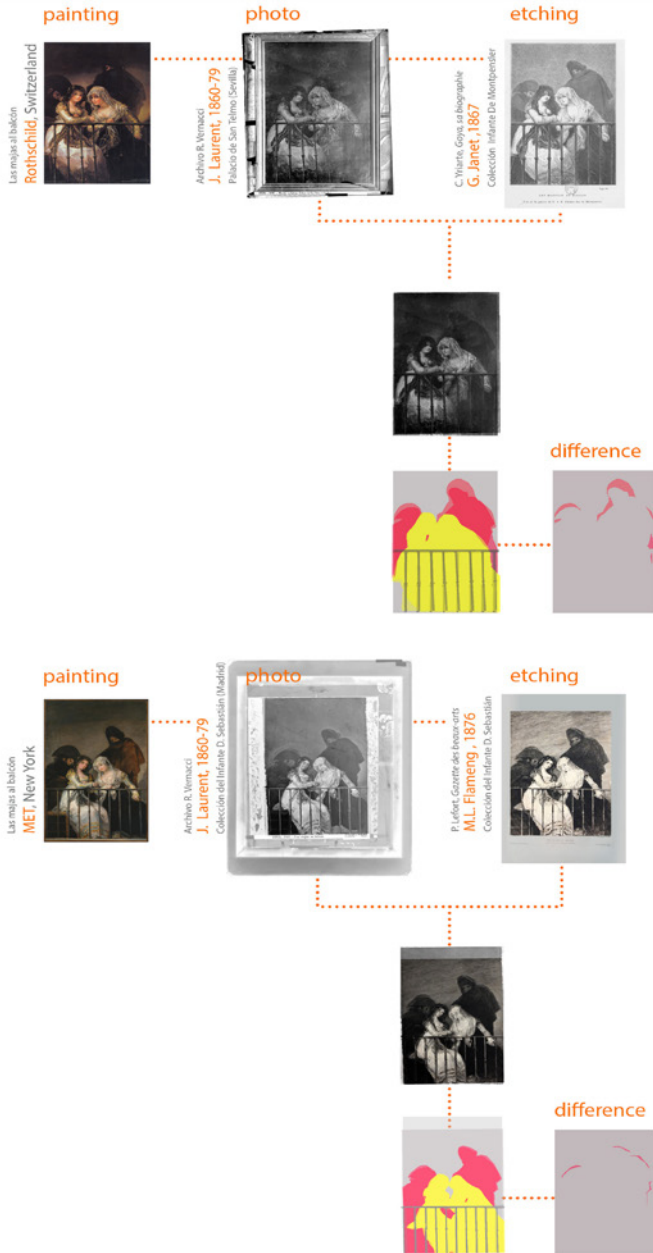 painting
photo
etching
Las majas al balcón
Rothschild, Switzerland
Archivo R. Vernacci
J. Laurent, 1860-79
Palacio de San Telmo (Sevilla)
C. Yriarte, Goya, sa biographie
G. Janet ,1867
Colección Infante De Montpensier
difference
painting
photo
etching
Las majas al balcón
MET, New York
Archivo R. Vernacci
J. Laurent, 1860-79
Colección del Infante D. Sebastián (Madrid)
P. Lefort, Gazette des beaux-arts
M.L. Flameng , 1876
Colección del Infante D. Sebastián
difference